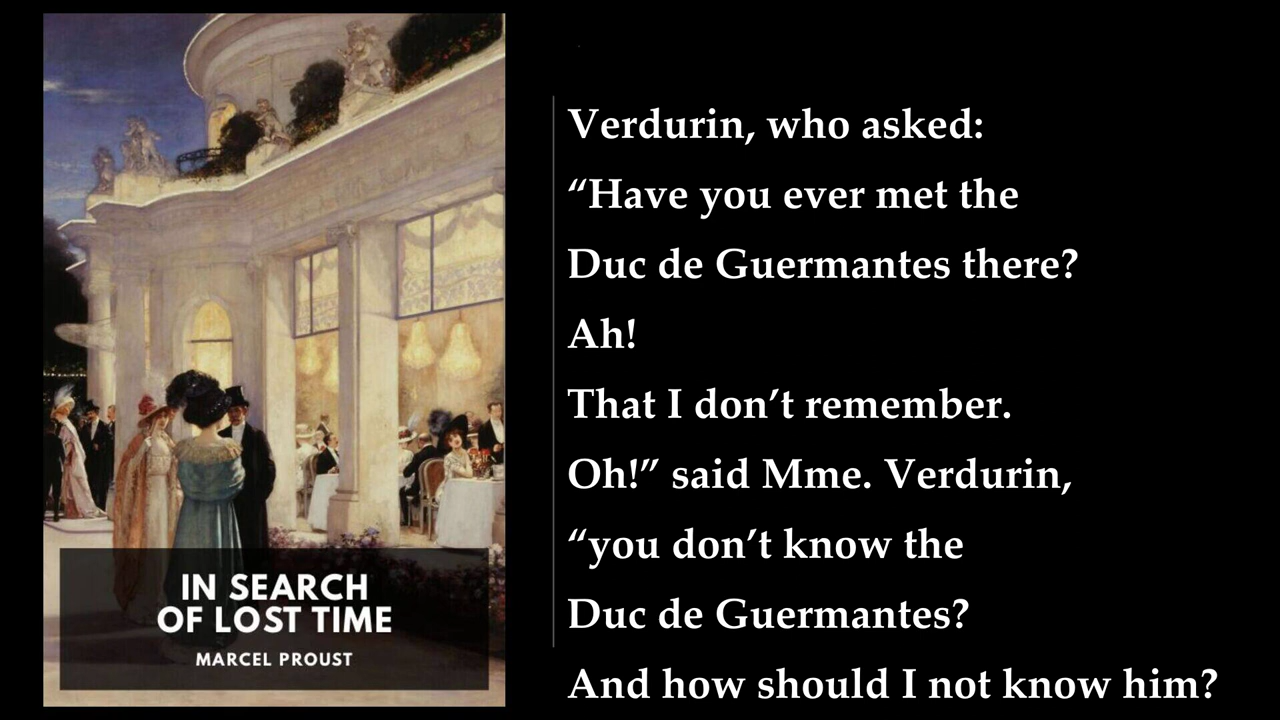 IN SEARCH
OF LOST TIME
MARCEL PROUST
Verdurin, who asked:
“Have you ever met the
Duc de Guermantes there?
Ah!
That I don’t remember.
Oh!” said Mme. Verdurin,
“you don’t know the
Duc de Guermantes?
And how should I not know him?